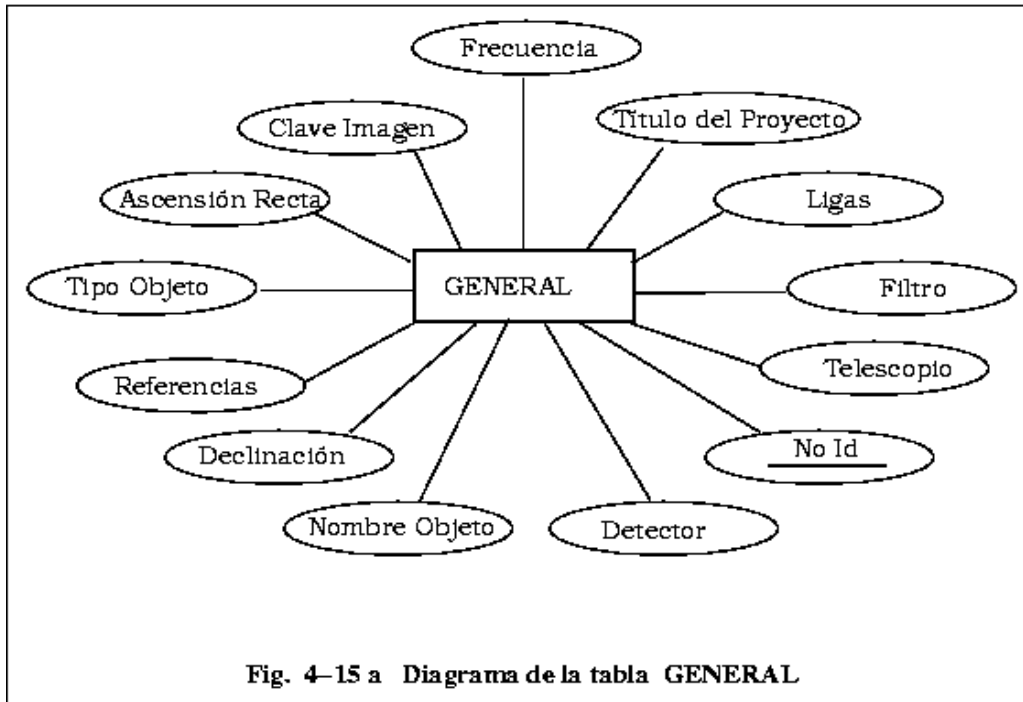 Frecuencia
Clave Imagen
Título del Proyecto
Ascensión Recta
Ligas
Tipo Objeto
GENERAL
Filtro
Referencias
Telescopio
Declinación
No Id
Nombre Objeto
Detector
Fig. 4–15 a Diagrama de la tabla GENERAL